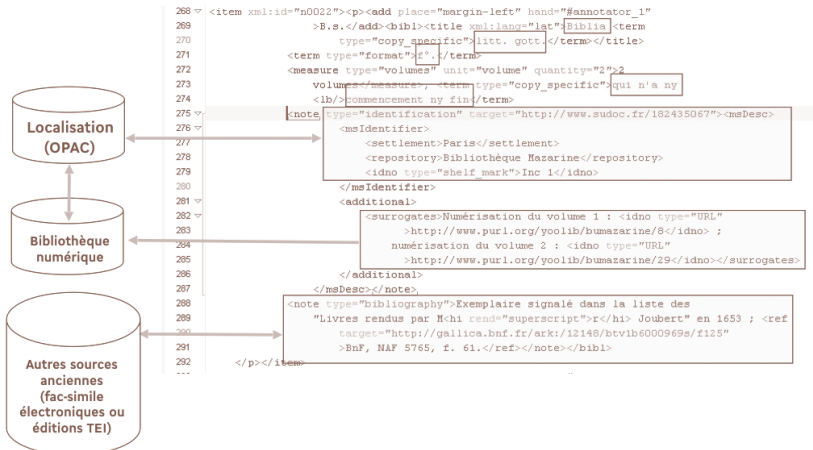 268 <item xml:id="n0022"><p><add place="margin-left" hand="#annotator_1"
269 >B.s.</add><bibl><title xml:lang="lat">Biblia <term
270 type="copy_specific">litt. gott.</term></title>
271 <term type="format">f°.</term>
272 <measure type="volumes" unit="volume" quantity="2">2
273 volumes</measure>, <term type="copy_specific">qui n'a ny
274 <lb/>commencement ny fin</term>
275 <note type="identification" target="http://www.sudoc.fr/182435067"><msDesc>
276 <msIdentifier>
277 <settlement>Paris</settlement>
278 <repository>Bibliothèque Mazarine</repository>
279 <idno type="shelf_mark">Inc 1</idno>
280 </msIdentifier>
281 <additional>
282 <surrogates>Numérisation du volume 1 : <idno type="URL"
283 >http://www.purl.org/yoolib/bumazarine/8</idno> ;
284 numérisation du volume 2 : <idno type="URL"
285 >http://www.purl.org/yoolib/bumazarine/29</idno></surrogates>
286 </additional>
287 </msDesc></note>
288 <note type="bibliography">Exemplaire signalé dans la liste des
289 "Livres rendus par M<hi rend="superscript">r</hi> Joubert" en 1653 ; <ref
290 target="http://gallica.bnf.fr/ark:/12148/btv1b6000969s/f125"
291 >BnF, NAF 5765, f. 61.</ref></note></bibl>
292 </p></item>
Localisation
(OPAC)
Bibliothèque
numérique
Autres sources
anciennes
(fac-simile
électroniques ou
éditions TEI)